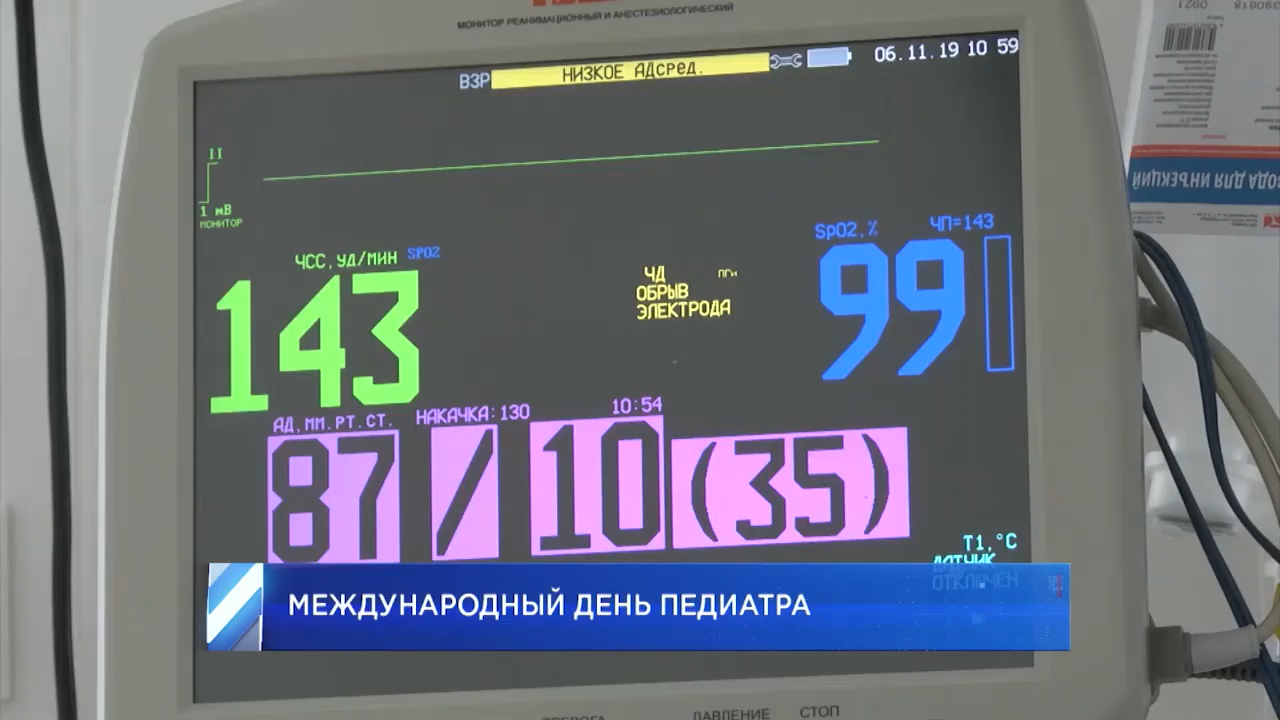 МОНИТОР РЕАНИМАЦИОННЫЙ И АНЕСТЕЗИОЛОГИЧЕСКИЙ
ВЗР НИЗКОЕ АДсред. 06.11.19 10 59
II
1 мВ
МОНИТОР
ЧСС,УД/МИН SPO2
143
ЧД пги
ОБРЫВ
ЭЛЕКТРОДА
SpO2,% ЧП=143
99
АД,ММ.РТ.СТ. НАКАЧКА:130 10:54
87/10(35)
T1,°C
ДАТЧИК
ОТКЛЮЧЕН
МЕЖДУНАРОДНЫЙ ДЕНЬ ПЕДИАТРА
ТРЕВОГА ДАВЛЕНИЕ СТОП
0921
ВОДА ДЛЯ ИНЪЕКЦИЙ